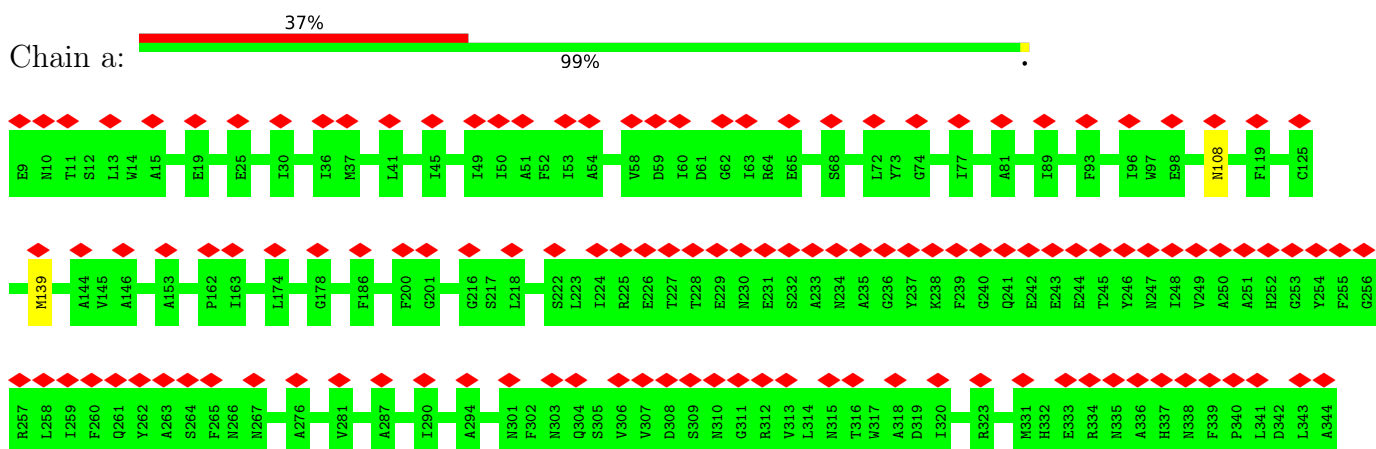 37%
Chain a:
99%
.
E9 N10 T11 S12 L13 W14 A15 E19 E25 I30 I36 M37 L41 I45 I49 I50 A51 F52 I53 A54 V58 D59 I60 D61 G62 I63 R64 E65 S68 L72 Y73 G74 I77 A81 I89 F93 I96 W97 E98 N108 F119 C125
M139 A144 V145 A146 A153 P162 I163 L174 G178 F186 F200 G201 G216 S217 L218 S222 L223 I224 R225 E226 T227 T228 E229 N230 E231 S232 A233 N234 A235 G236 Y237 K238 F239 G240 Q241 E242 E243 E244 T245 Y246 N247 I248 V249 A250 A251 H252 G253 Y254 F255 G256
R257 L258 I259 F260 Q261 Y262 A263 S264 F265 N266 N267 A276 V281 A287 I290 A294 N301 F302 N303 Q304 S305 V306 V307 D308 S309 N310 G311 R312 V313 L314 N315 T316 W317 A318 D319 I320 R323 M331 H332 E333 R334 N335 A336 H337 N338 F339 P340 L341 D342 L343 A344